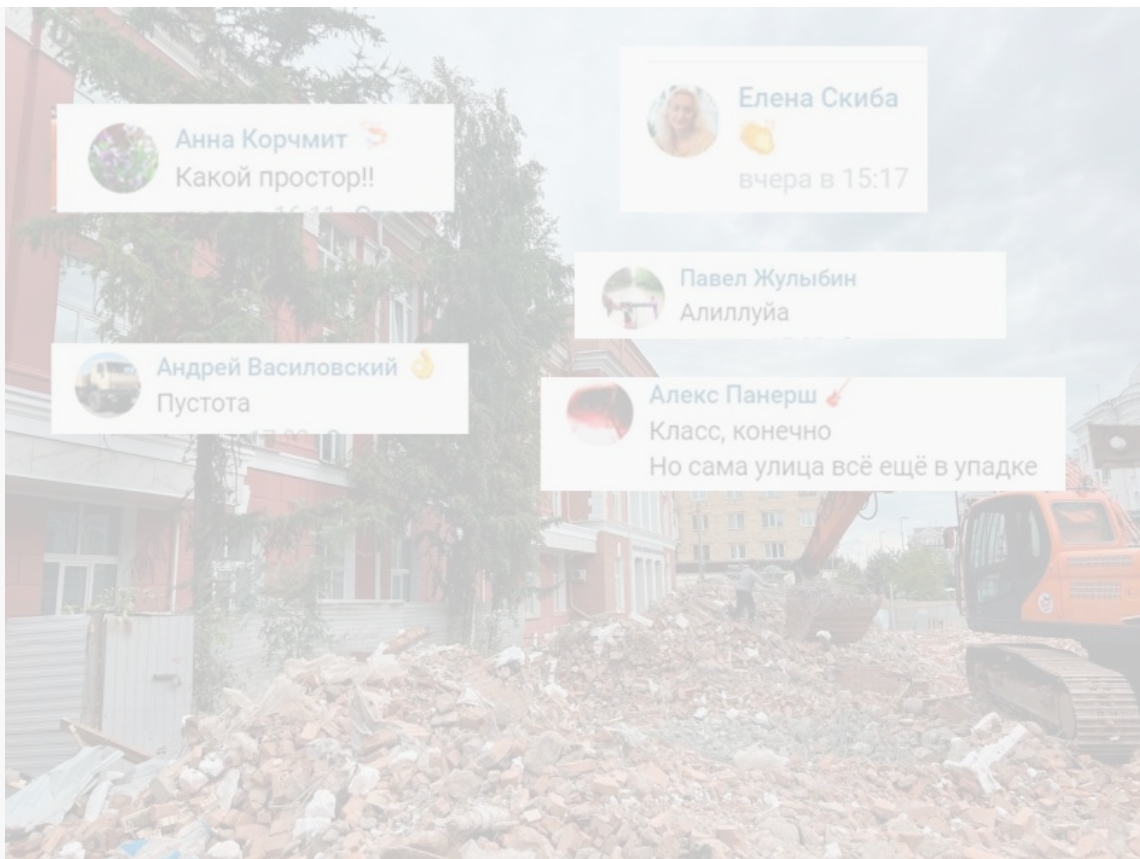 Анна Корчмит
Какой простор!!
Елена Скиба
вчера в 15:17
Павел Жулыбин
Алиллуйа
Андрей Василовский
Пустота
Алекс Панерш
Класс, конечно
Но сама улица всё ещё в упадке